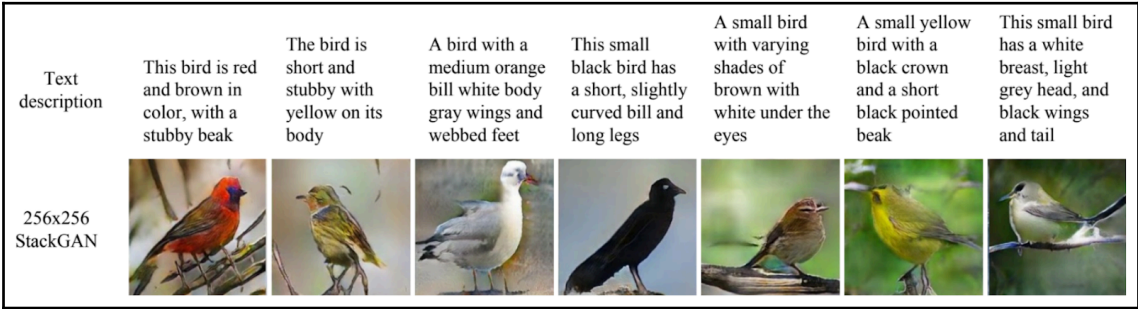 Text
description
This bird is red
and brown in
color, with a
stubby beak
The bird is
short and
stubby with
yellow on its
body
A bird with a
medium orange
bill white body
gray wings and
webbed feet
This small
black bird has
a short, slightly
curved bill and
long legs
A small bird
with varying
shades of
brown with
white under the
eyes
A small yellow
bird with a
black crown
and a short
black pointed
beak
This small bird
has a white
breast, light
grey head, and
black wings
and tail
256x256
StackGAN